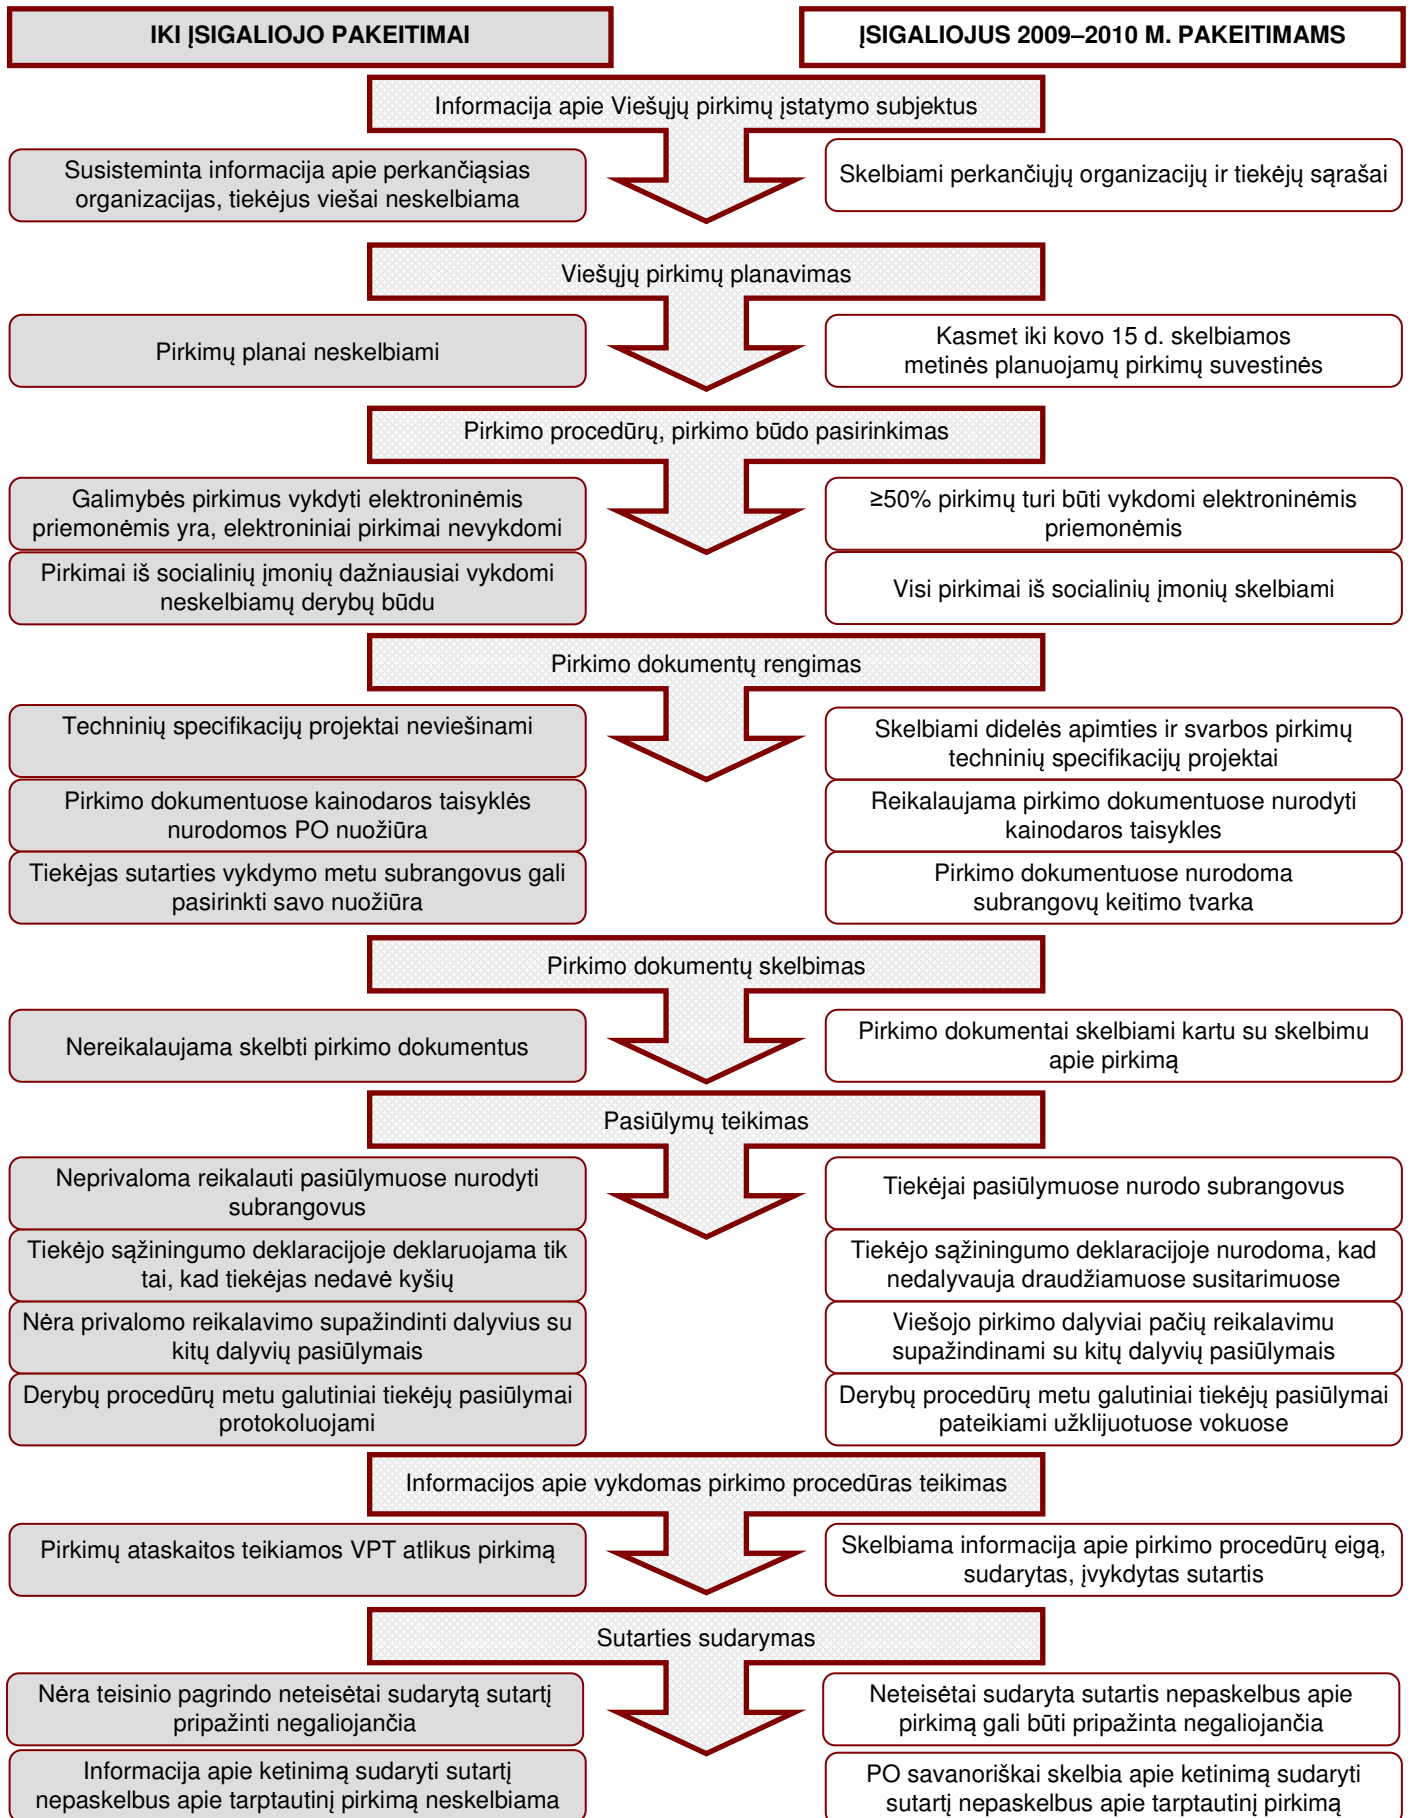 IKI ĮSIGALIOJO PAKEITIMAI
ĮSIGALIOJUS 2009–2010 M. PAKEITIMAMS
Informacija apie Viešųjų pirkimų įstatymo subjektus
Susisteminta informacija apie perkančiąsias
organizacijas, tiekėjus viešai neskelbiama
Skelbiami perkančiųjų organizacijų ir tiekėjų sąrašai
Viešųjų pirkimų planavimas
Pirkimų planai neskelbiami
Kasmet iki kovo 15 d. skelbiamos
metinės planuojamų pirkimų suvestinės
Pirkimo procedūrų, pirkimo būdo pasirinkimas
Galimybės pirkimus vykdyti elektroninėmis
priemonėmis yra, elektroniniai pirkimai nevykdomi
≥50% pirkimų turi būti vykdomi elektroninėmis
priemonėmis
Pirkimai iš socialinių įmonių dažniausiai vykdomi
neskelbiamų derybų būdu
Visi pirkimai iš socialinių įmonių skelbiami
Pirkimo dokumentų rengimas
Techninių specifikacijų projektai neviešinami
Skelbiami didelės apimties ir svarbos pirkimų
techninių specifikacijų projektai
Pirkimo dokumentuose kainodaros taisyklės
nurodomos PO nuožiūra
Reikalaujama pirkimo dokumentuose nurodyti
kainodaros taisykles
Tiekėjas sutarties vykdymo metu subrangovus gali
pasirinkti savo nuožiūra
Pirkimo dokumentuose nurodoma
subrangovų keitimo tvarka
Pirkimo dokumentų skelbimas
Nereikalaujama skelbti pirkimo dokumentus
Pirkimo dokumentai skelbiami kartu su skelbimu
apie pirkimą
Pasiūlymų teikimas
Neprivaloma reikalauti pasiūlymuose nurodyti
subrangovus
Tiekėjai pasiūlymuose nurodo subrangovus
Tiekėjo sąžiningumo deklaracijoje deklaruojama tik
tai, kad tiekėjas nedavė kyšių
Tiekėjo sąžiningumo deklaracijoje nurodoma, kad
nedalyvauja draudžiamuose susitarimuose
Nėra privalomo reikalavimo supažindinti dalyvius su
kitų dalyvių pasiūlymais
Viešojo pirkimo dalyviai pačių reikalavimu
supažindinami su kitų dalyvių pasiūlymais
Derybų procedūrų metu galutiniai tiekėjų pasiūlymai
protokoluojami
Derybų procedūrų metu galutiniai tiekėjų pasiūlymai
pateikiami užklijuotuose vokuose
Informacijos apie vykdomas pirkimo procedūras teikimas
Pirkimų ataskaitos teikiamos VPT atlikus pirkimą
Skelbiama informacija apie pirkimo procedūrų eigą,
sudarytas, įvykdytas sutartis
Sutarties sudarymas
Nėra teisinio pagrindo neteisėtai sudarytą sutartį
pripažinti negaliojančia
Neteisėtai sudaryta sutartis nepaskelbus apie
pirkimą gali būti pripažinta negaliojančia
Informacija apie ketinimą sudaryti sutartį
nepaskelbus apie tarptautinį pirkimą neskelbiama
PO savanoriškai skelbia apie ketinimą sudaryti
sutartį nepaskelbus apie tarptautinį pirkimą